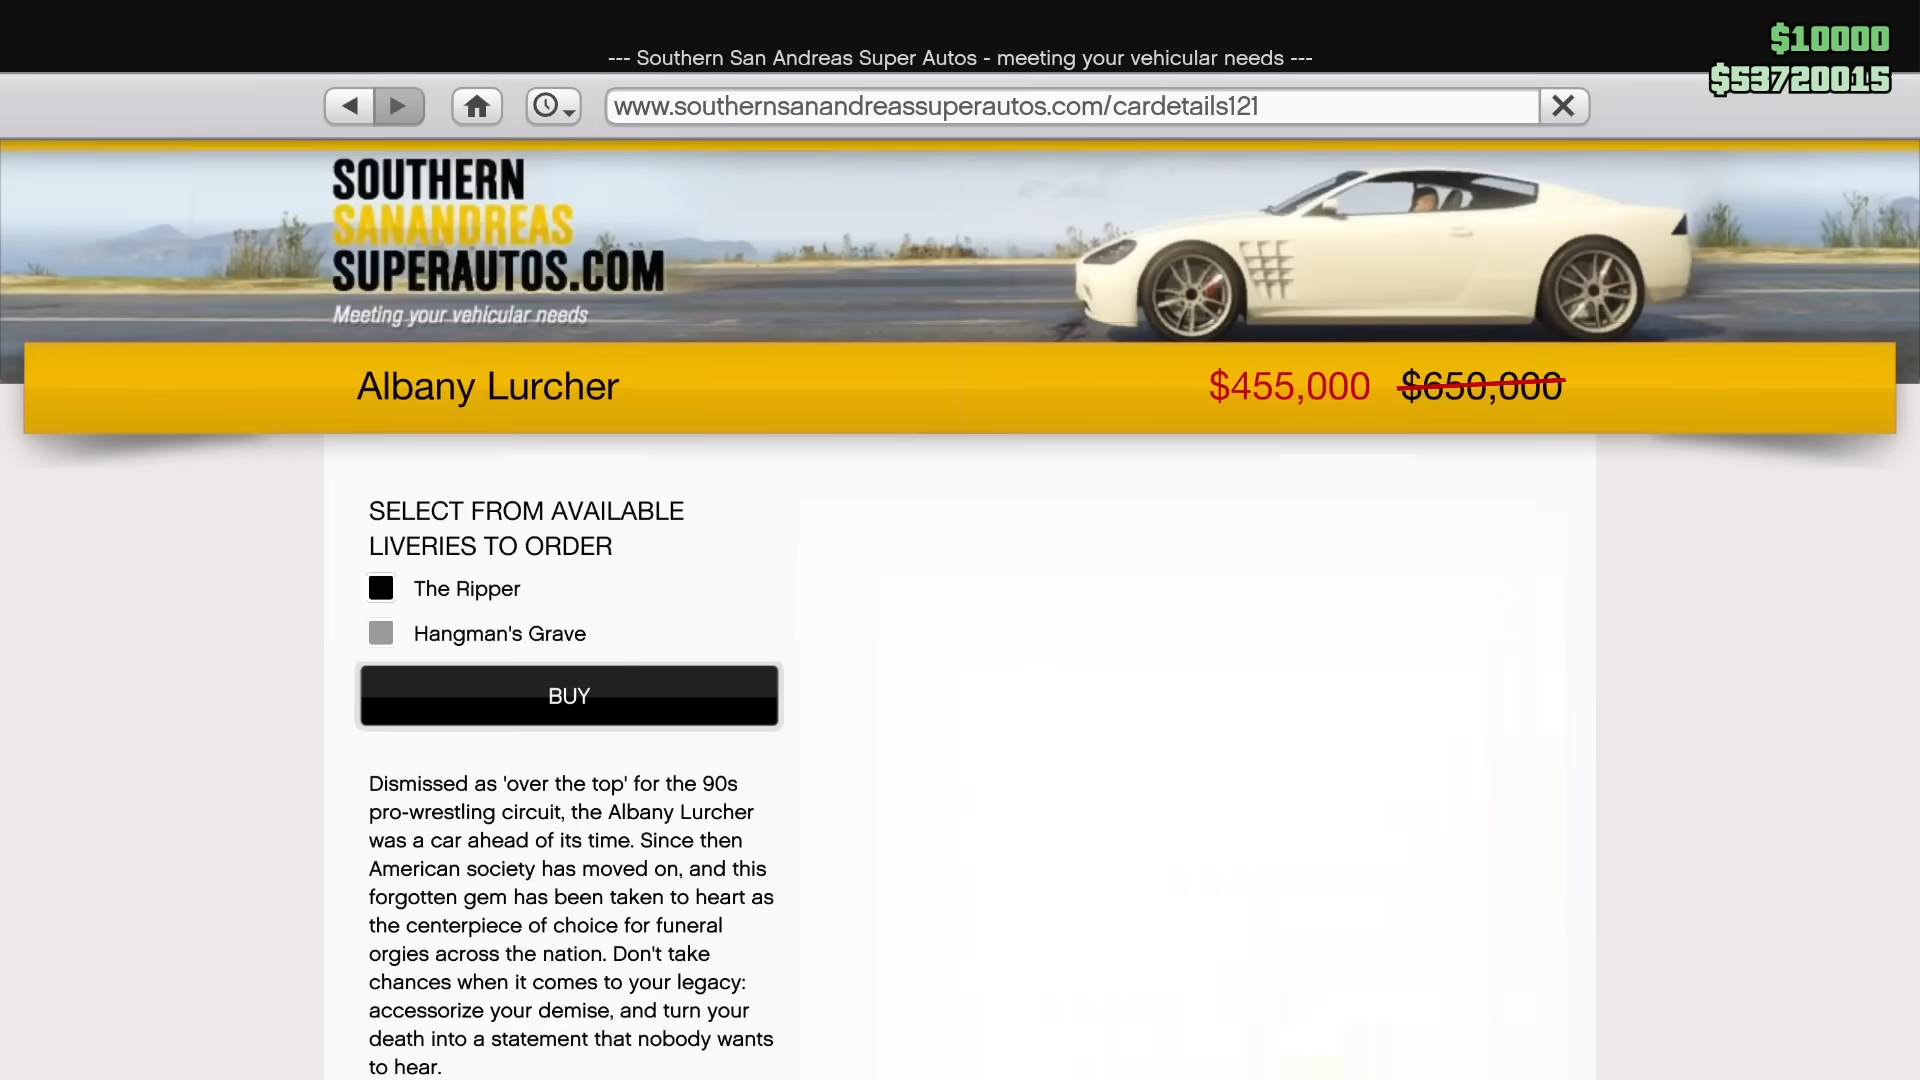 --- Southern San Andreas Super Autos - meeting your vehicular needs ---
$10000
$53720015
www.southernsanandreassuperautos.com/cardetails121
SOUTHERN
SANANDREAS
SUPERAUTOS.COM
Meeting your vehicular needs
Albany Lurcher
$455,000 $650,000
SELECT FROM AVAILABLE
LIVERIES TO ORDER
The Ripper
Hangman's Grave
BUY
Dismissed as 'over the top' for the 90s
pro-wrestling circuit, the Albany Lurcher
was a car ahead of its time. Since then
American society has moved on, and this
forgotten gem has been taken to heart as
the centerpiece of choice for funeral
orgies across the nation. Don't take
chances when it comes to your legacy:
accessorize your demise, and turn your
death into a statement that nobody wants
to hear.